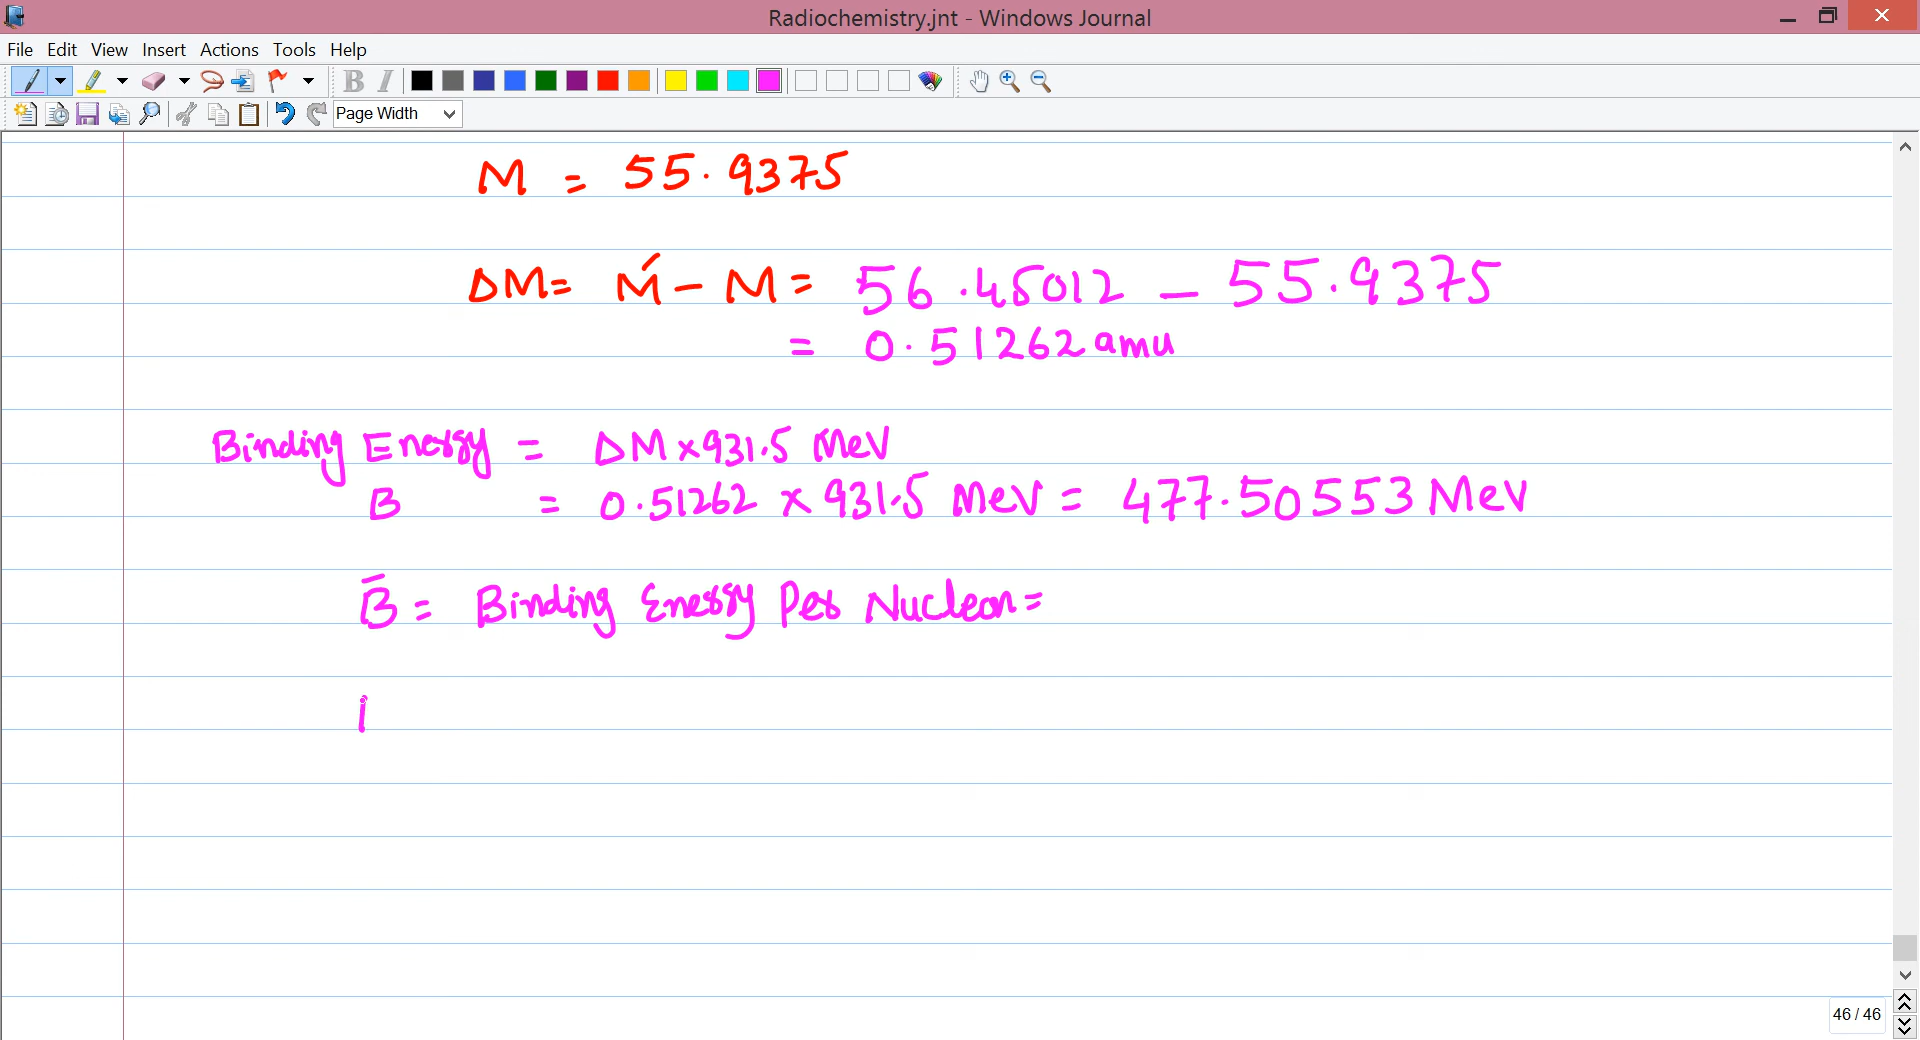 Radiochemistry.jnt - Windows Journal
File Edit View Insert Actions Tools Help
B I
Page Width
M = 55.9375
ΔM = Ḿ - M = 56.45012 - 55.9375
= 0.51262 amu
Binding Energy = ΔM x 931.5 MeV
B = 0.51262 x 931.5 MeV = 477.50553 MeV
B̄ = Binding Energy Per Nucleon =
46 / 46